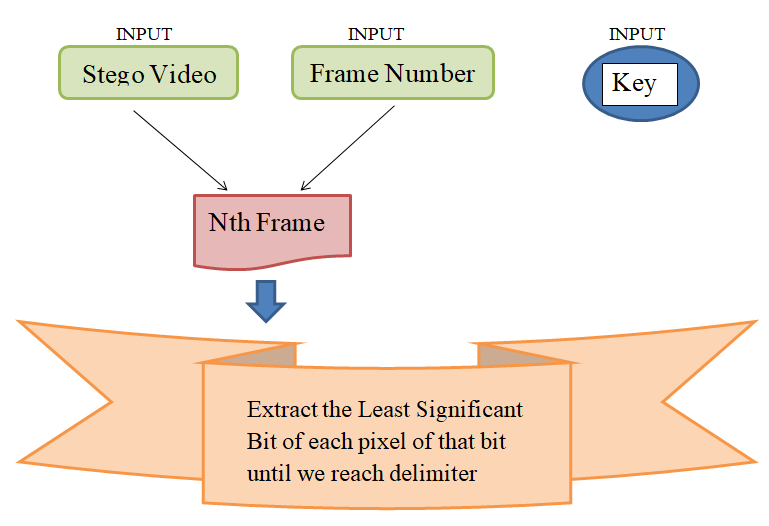 INPUT
INPUT
INPUT
Stego Video
Frame Number
Key
Nth Frame
Extract the Least Significant
Bit of each pixel of that bit
until we reach delimiter